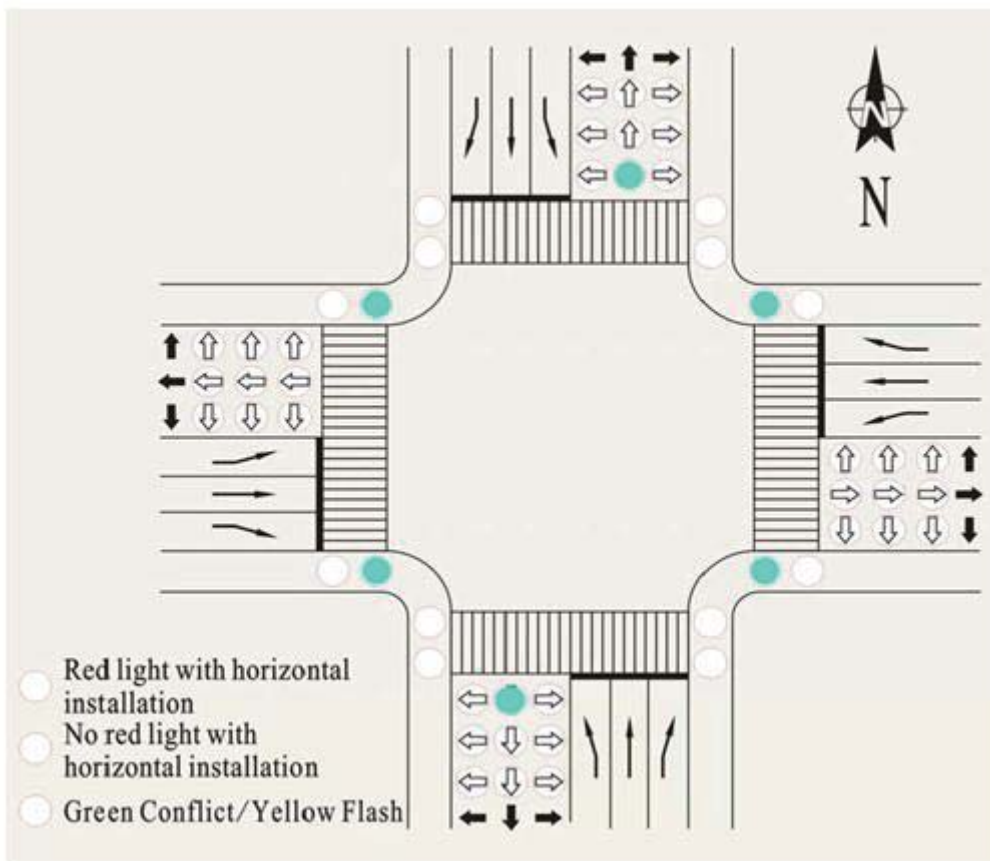 N
N
Red light with horizontal
installation
No red light with
horizontal installation
Green Conflict/Yellow Flash